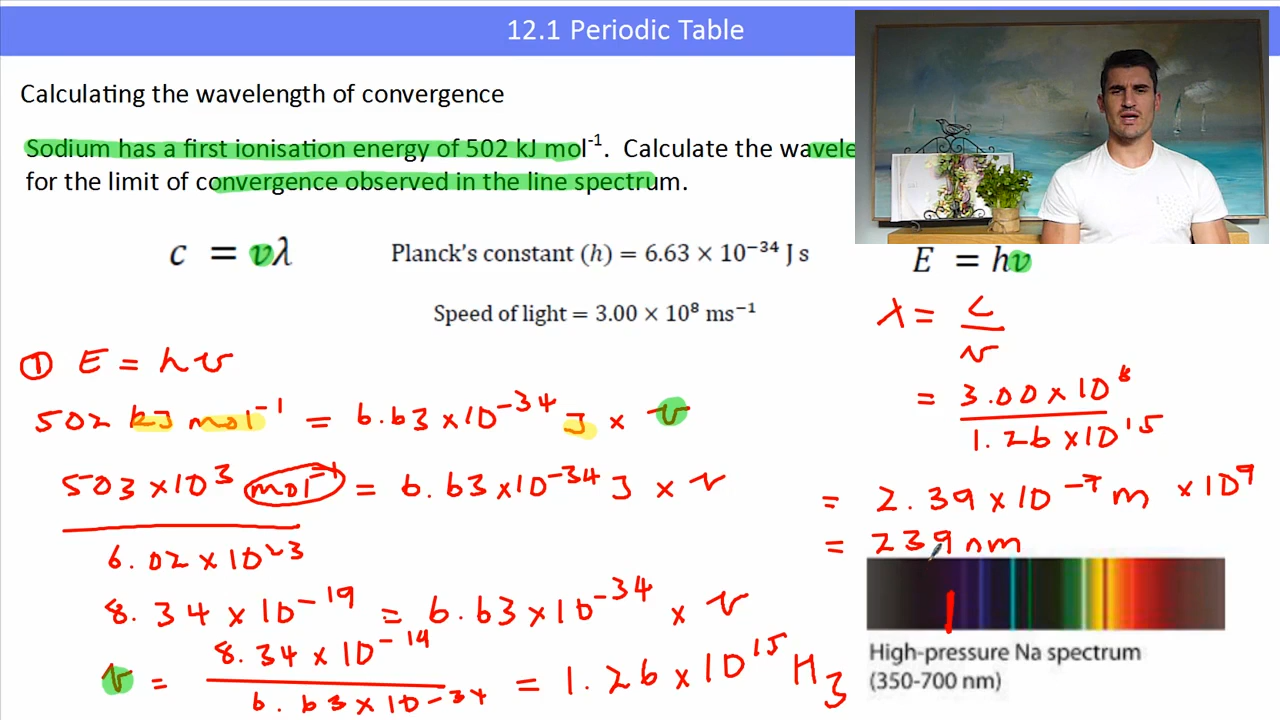 12.1 Periodic Table
Calculating the wavelength of convergence
Sodium has a first ionisation energy of 502 kJ mol⁻¹. Calculate the wavele
for the limit of convergence observed in the line spectrum.
c = νλ
Planck's constant (h) = 6.63 × 10⁻³⁴ J s
E = hν
Speed of light = 3.00 × 10⁸ ms⁻¹
① E = hν
502 kJ mol⁻¹ = 6.63×10⁻³⁴ J × ν
503 ×10³ mol⁻¹ = 6.63×10⁻³⁴ J × ν
6.02 ×10²³
8.34 ×10⁻¹⁹ = 6.63×10⁻³⁴ × ν
ν = 8.34 ×10⁻¹⁹ / 6.63×10⁻³⁴ = 1.26 ×10¹⁵ Hz
λ = c / ν
= 3.00 ×10⁸ / 1.26 ×10¹⁵
= 2.39 ×10⁻⁷ m ×10⁹
= 239 nm
High-pressure Na spectrum
(350-700 nm)